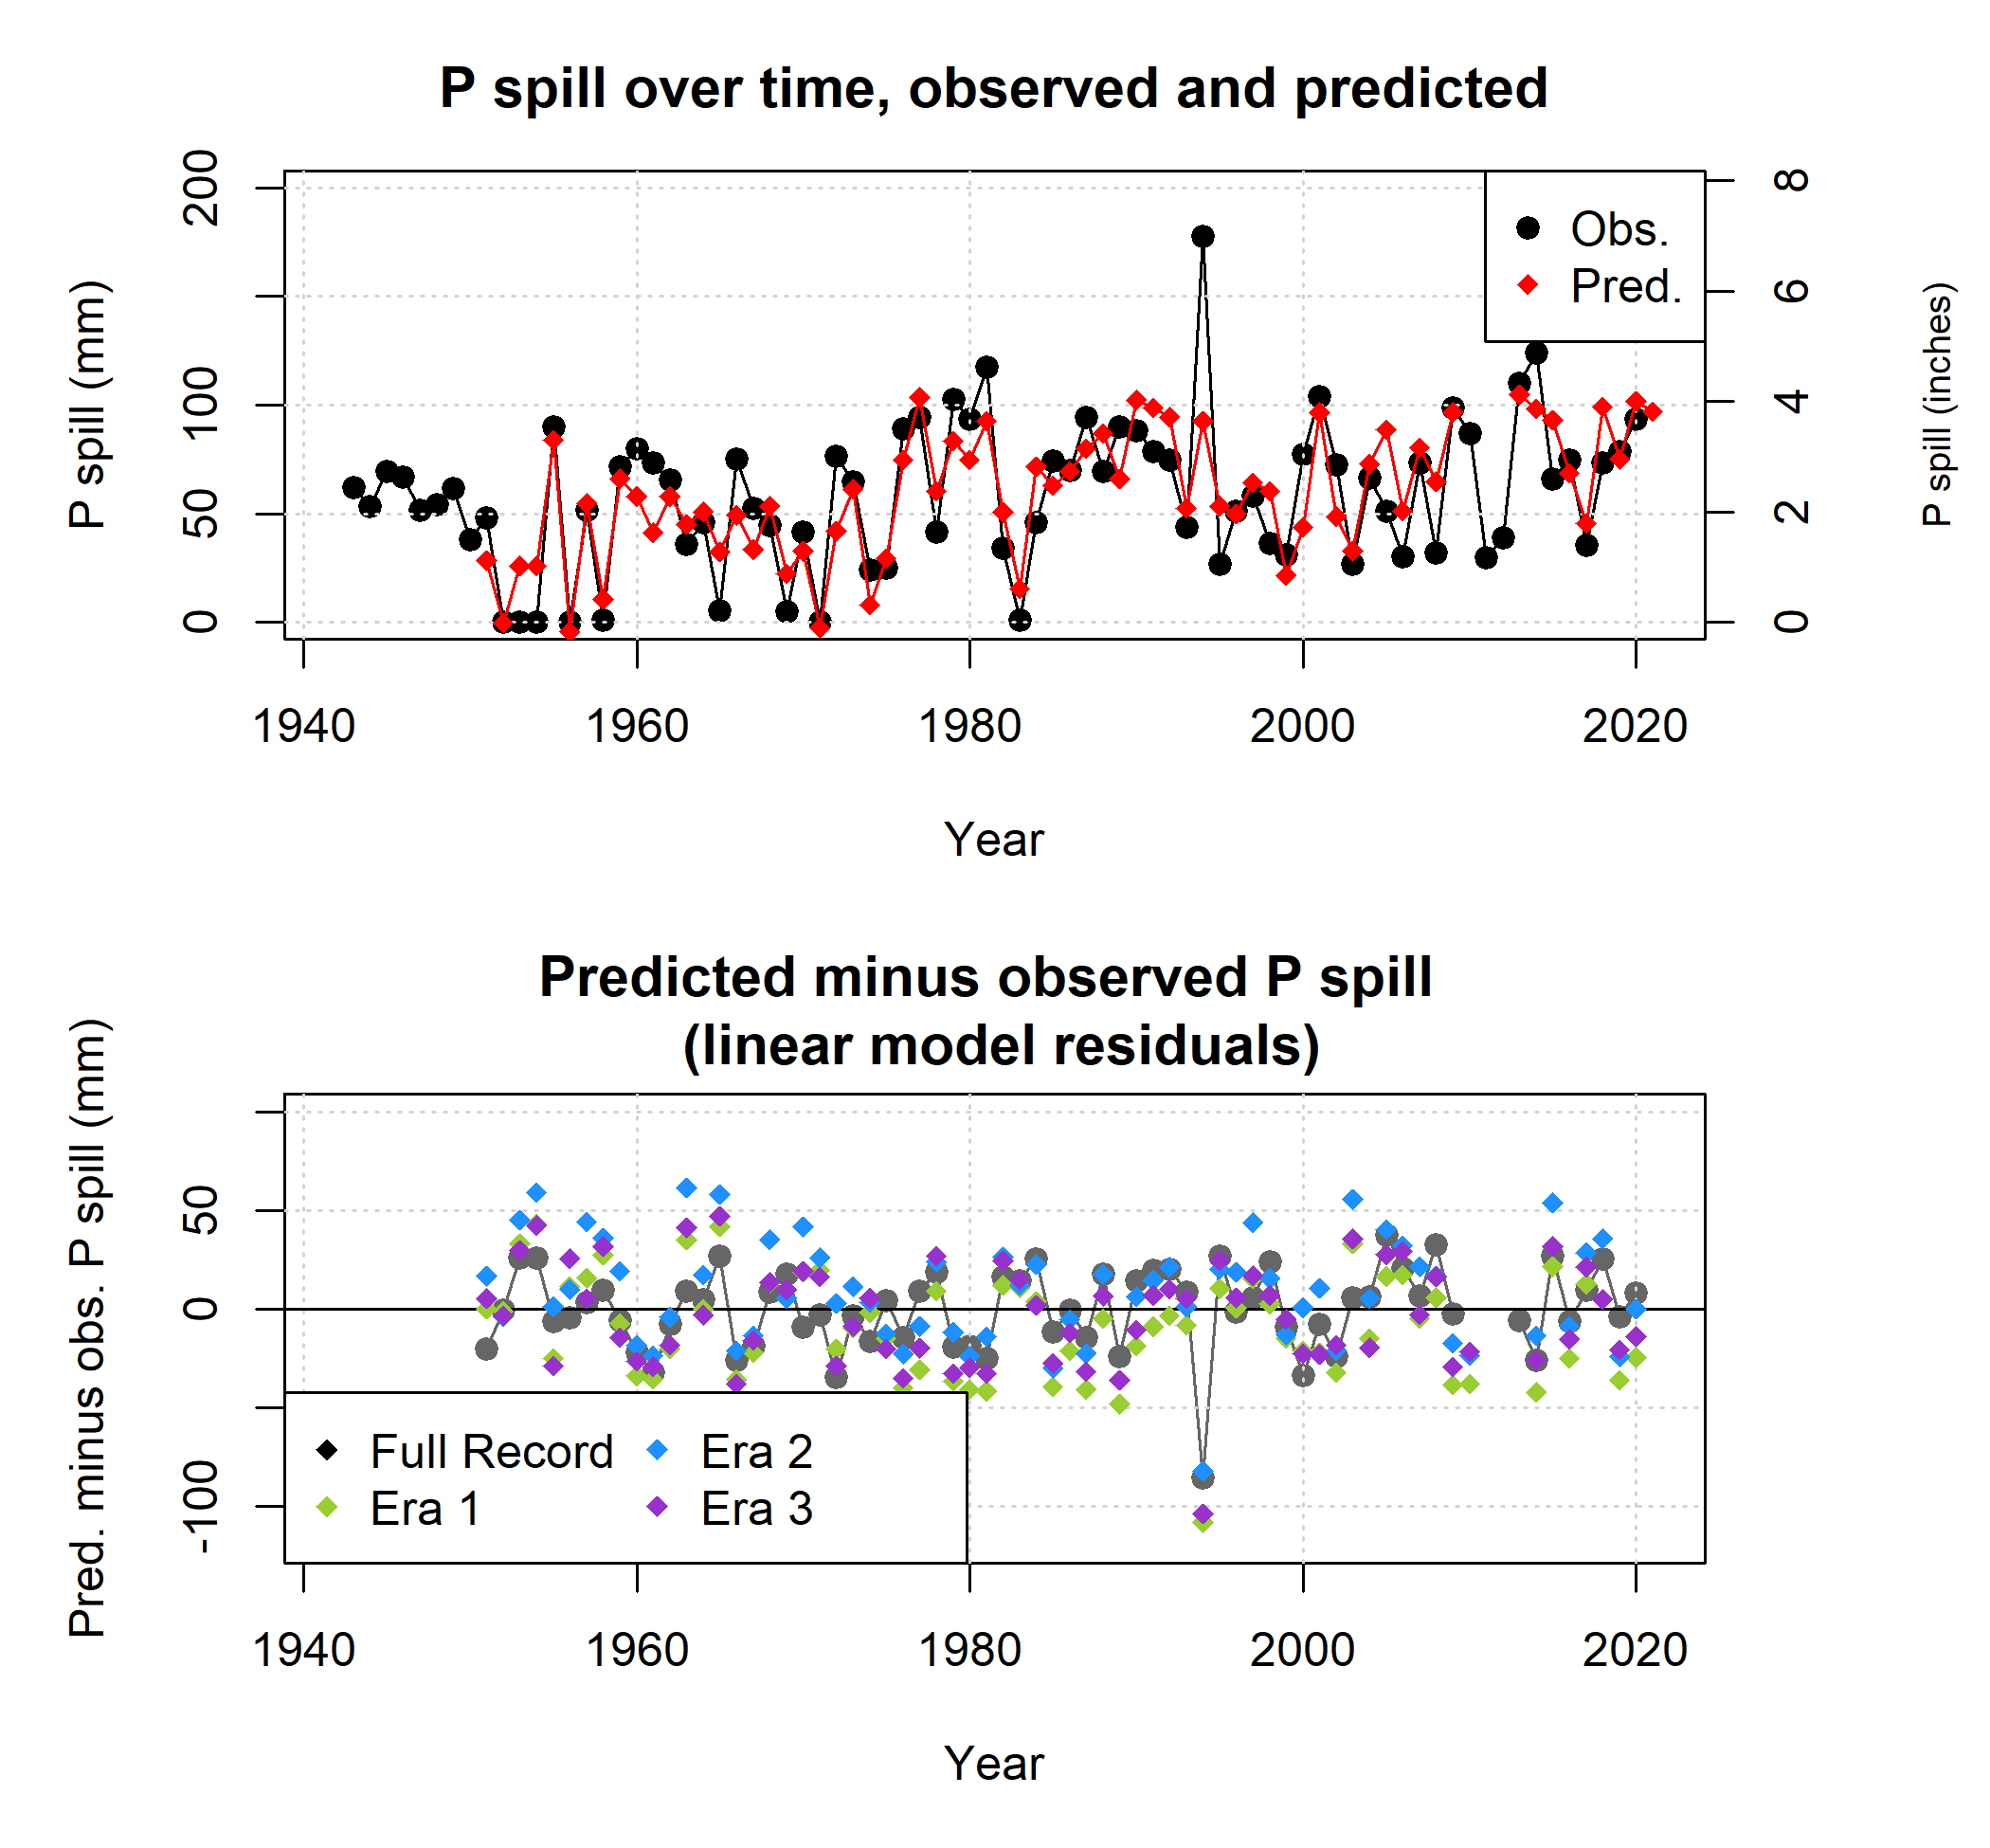 P spill over time, observed and predicted
P spill (mm)
200
100
50
0
Obs.
Pred.
8
6
4
2
0
P spill (inches)
1940 1960 1980 2000 2020
Year
Predicted minus observed P spill
(linear model residuals)
Pred. minus obs. P spill (mm)
50
0
-100
Full Record Era 2
Era 1 Era 3
1940 1960 1980 2000 2020
Year